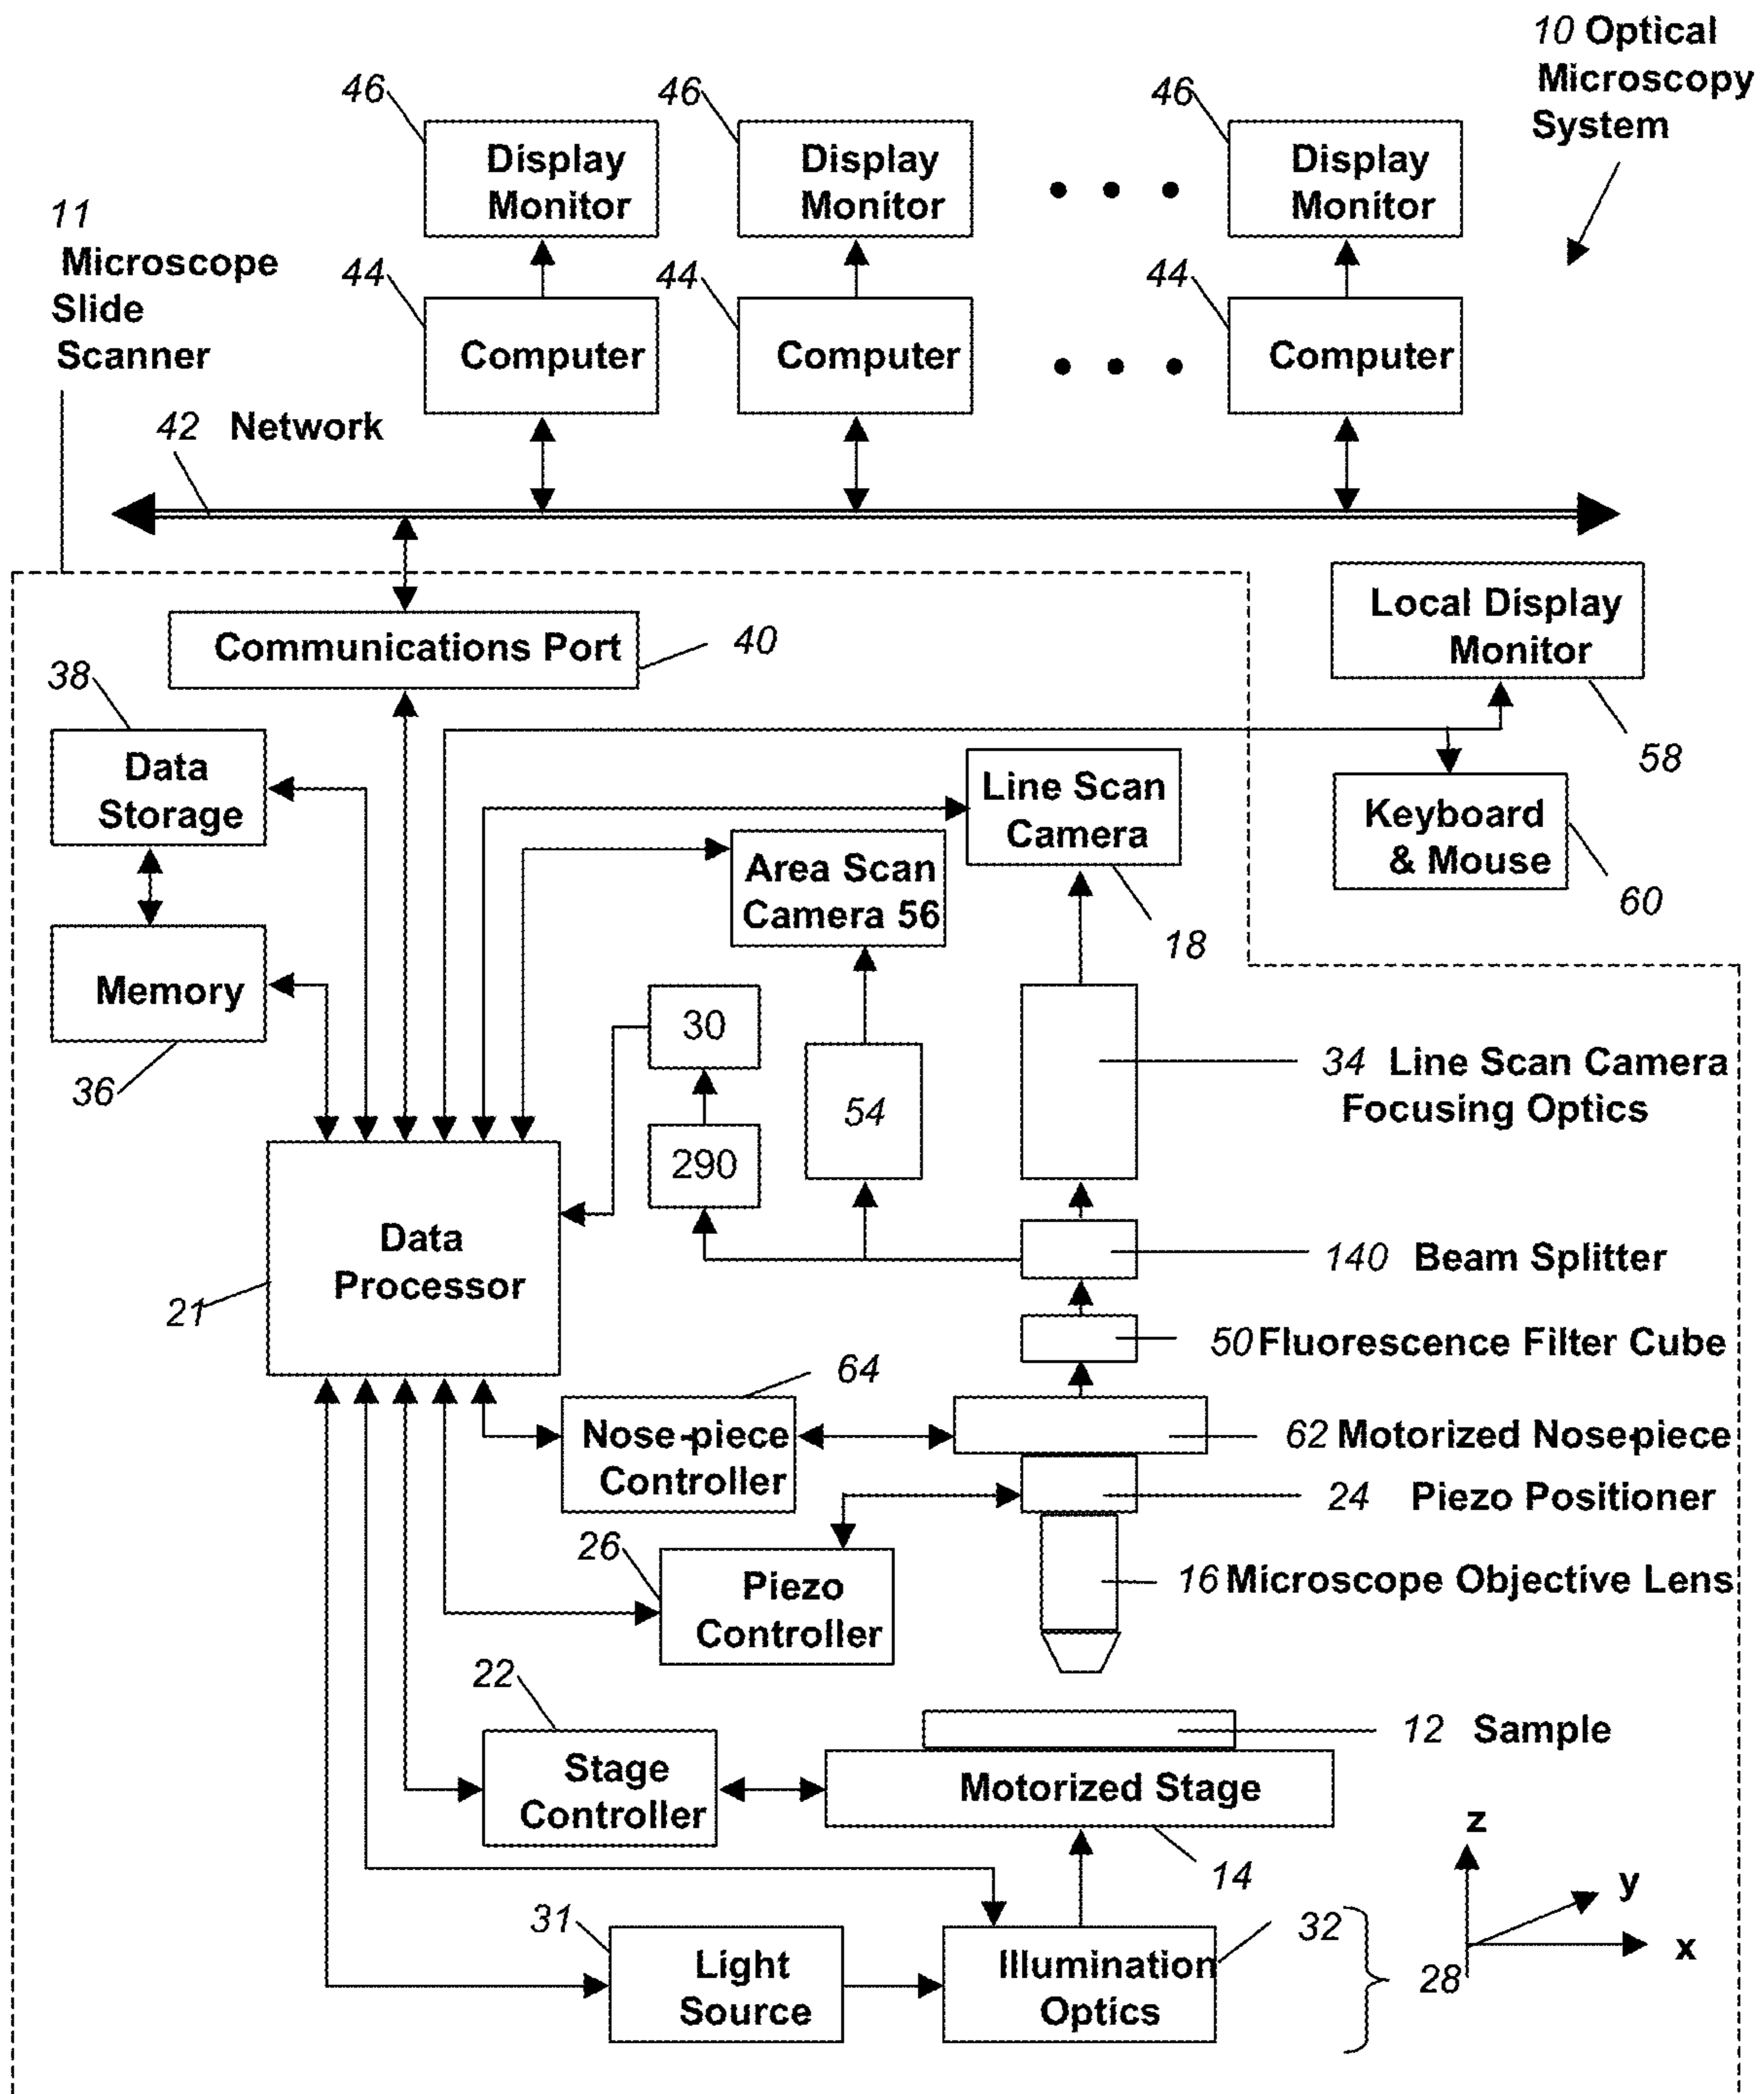 10 Optical
Microscopy
System
46
46
46
Display
Monitor
Display
Monitor
Display
Monitor
11
Microscope
Slide
Scanner
44
44
44
Computer
Computer
Computer
42 Network
Local Display
Monitor
58
Communications Port
40
38
Data
Storage
Line Scan
Camera
18
Keyboard
& Mouse
60
Area Scan
Camera 56
Memory
36
30
54
290
34 Line Scan Camera
Focusing Optics
Data
Processor
21
140 Beam Splitter
50 Fluorescence Filter Cube
64
Nose-piece
Controller
62 Motorized Nosepiece
24 Piezo Positioner
26
Piezo
Controller
16 Microscope Objective Lens
22
Stage
Controller
12 Sample
Motorized Stage
14
z
y
x
31
Light
Source
Illumination
Optics
32
28